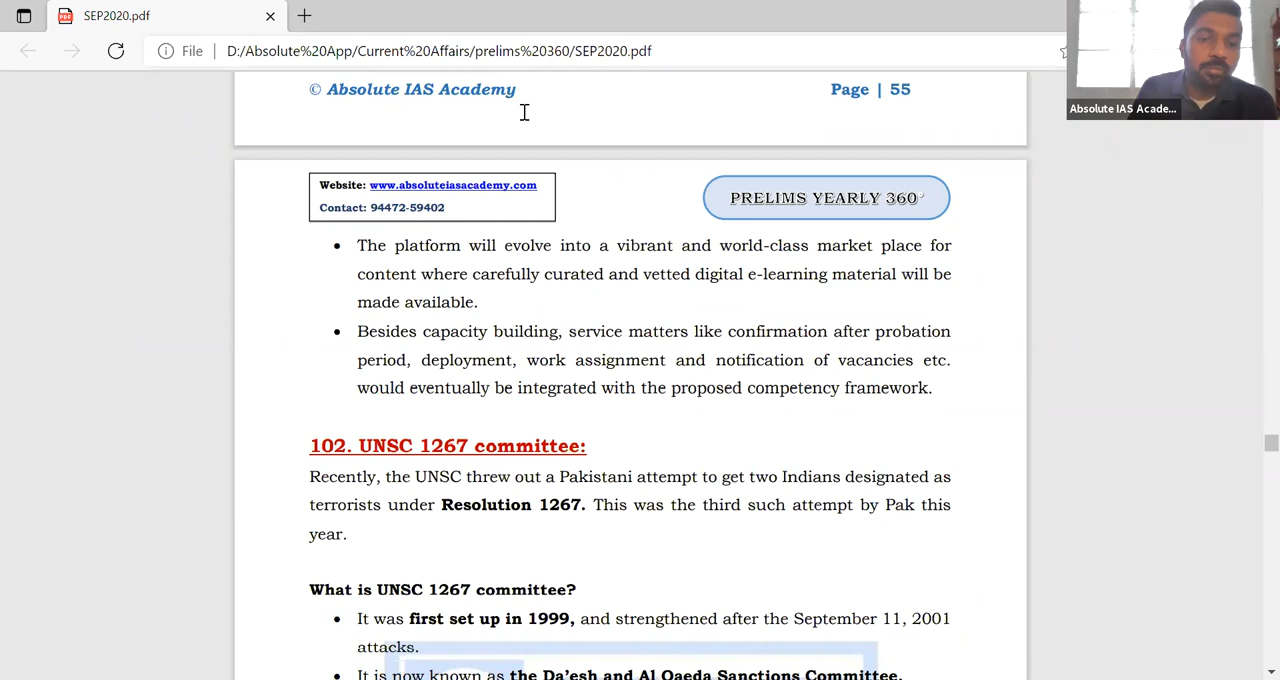 SEP2020.pdf
File | D:/Absolute%20App/Current%20Affairs/prelims%20360/SEP2020.pdf
Absolute IAS Acade...
© Absolute IAS Academy Page | 55
Website: www.absoluteiasacademy.com
Contact: 94472-59402
PRELIMS YEARLY 360°
• The platform will evolve into a vibrant and world-class market place for
content where carefully curated and vetted digital e-learning material will be
made available.
• Besides capacity building, service matters like confirmation after probation
period, deployment, work assignment and notification of vacancies etc.
would eventually be integrated with the proposed competency framework.
102. UNSC 1267 committee:
Recently, the UNSC threw out a Pakistani attempt to get two Indians designated as
terrorists under Resolution 1267. This was the third such attempt by Pak this
year.
What is UNSC 1267 committee?
• It was first set up in 1999, and strengthened after the September 11, 2001
attacks.
• It is now known as the Da’esh and Al Qaeda Sanctions Committee.